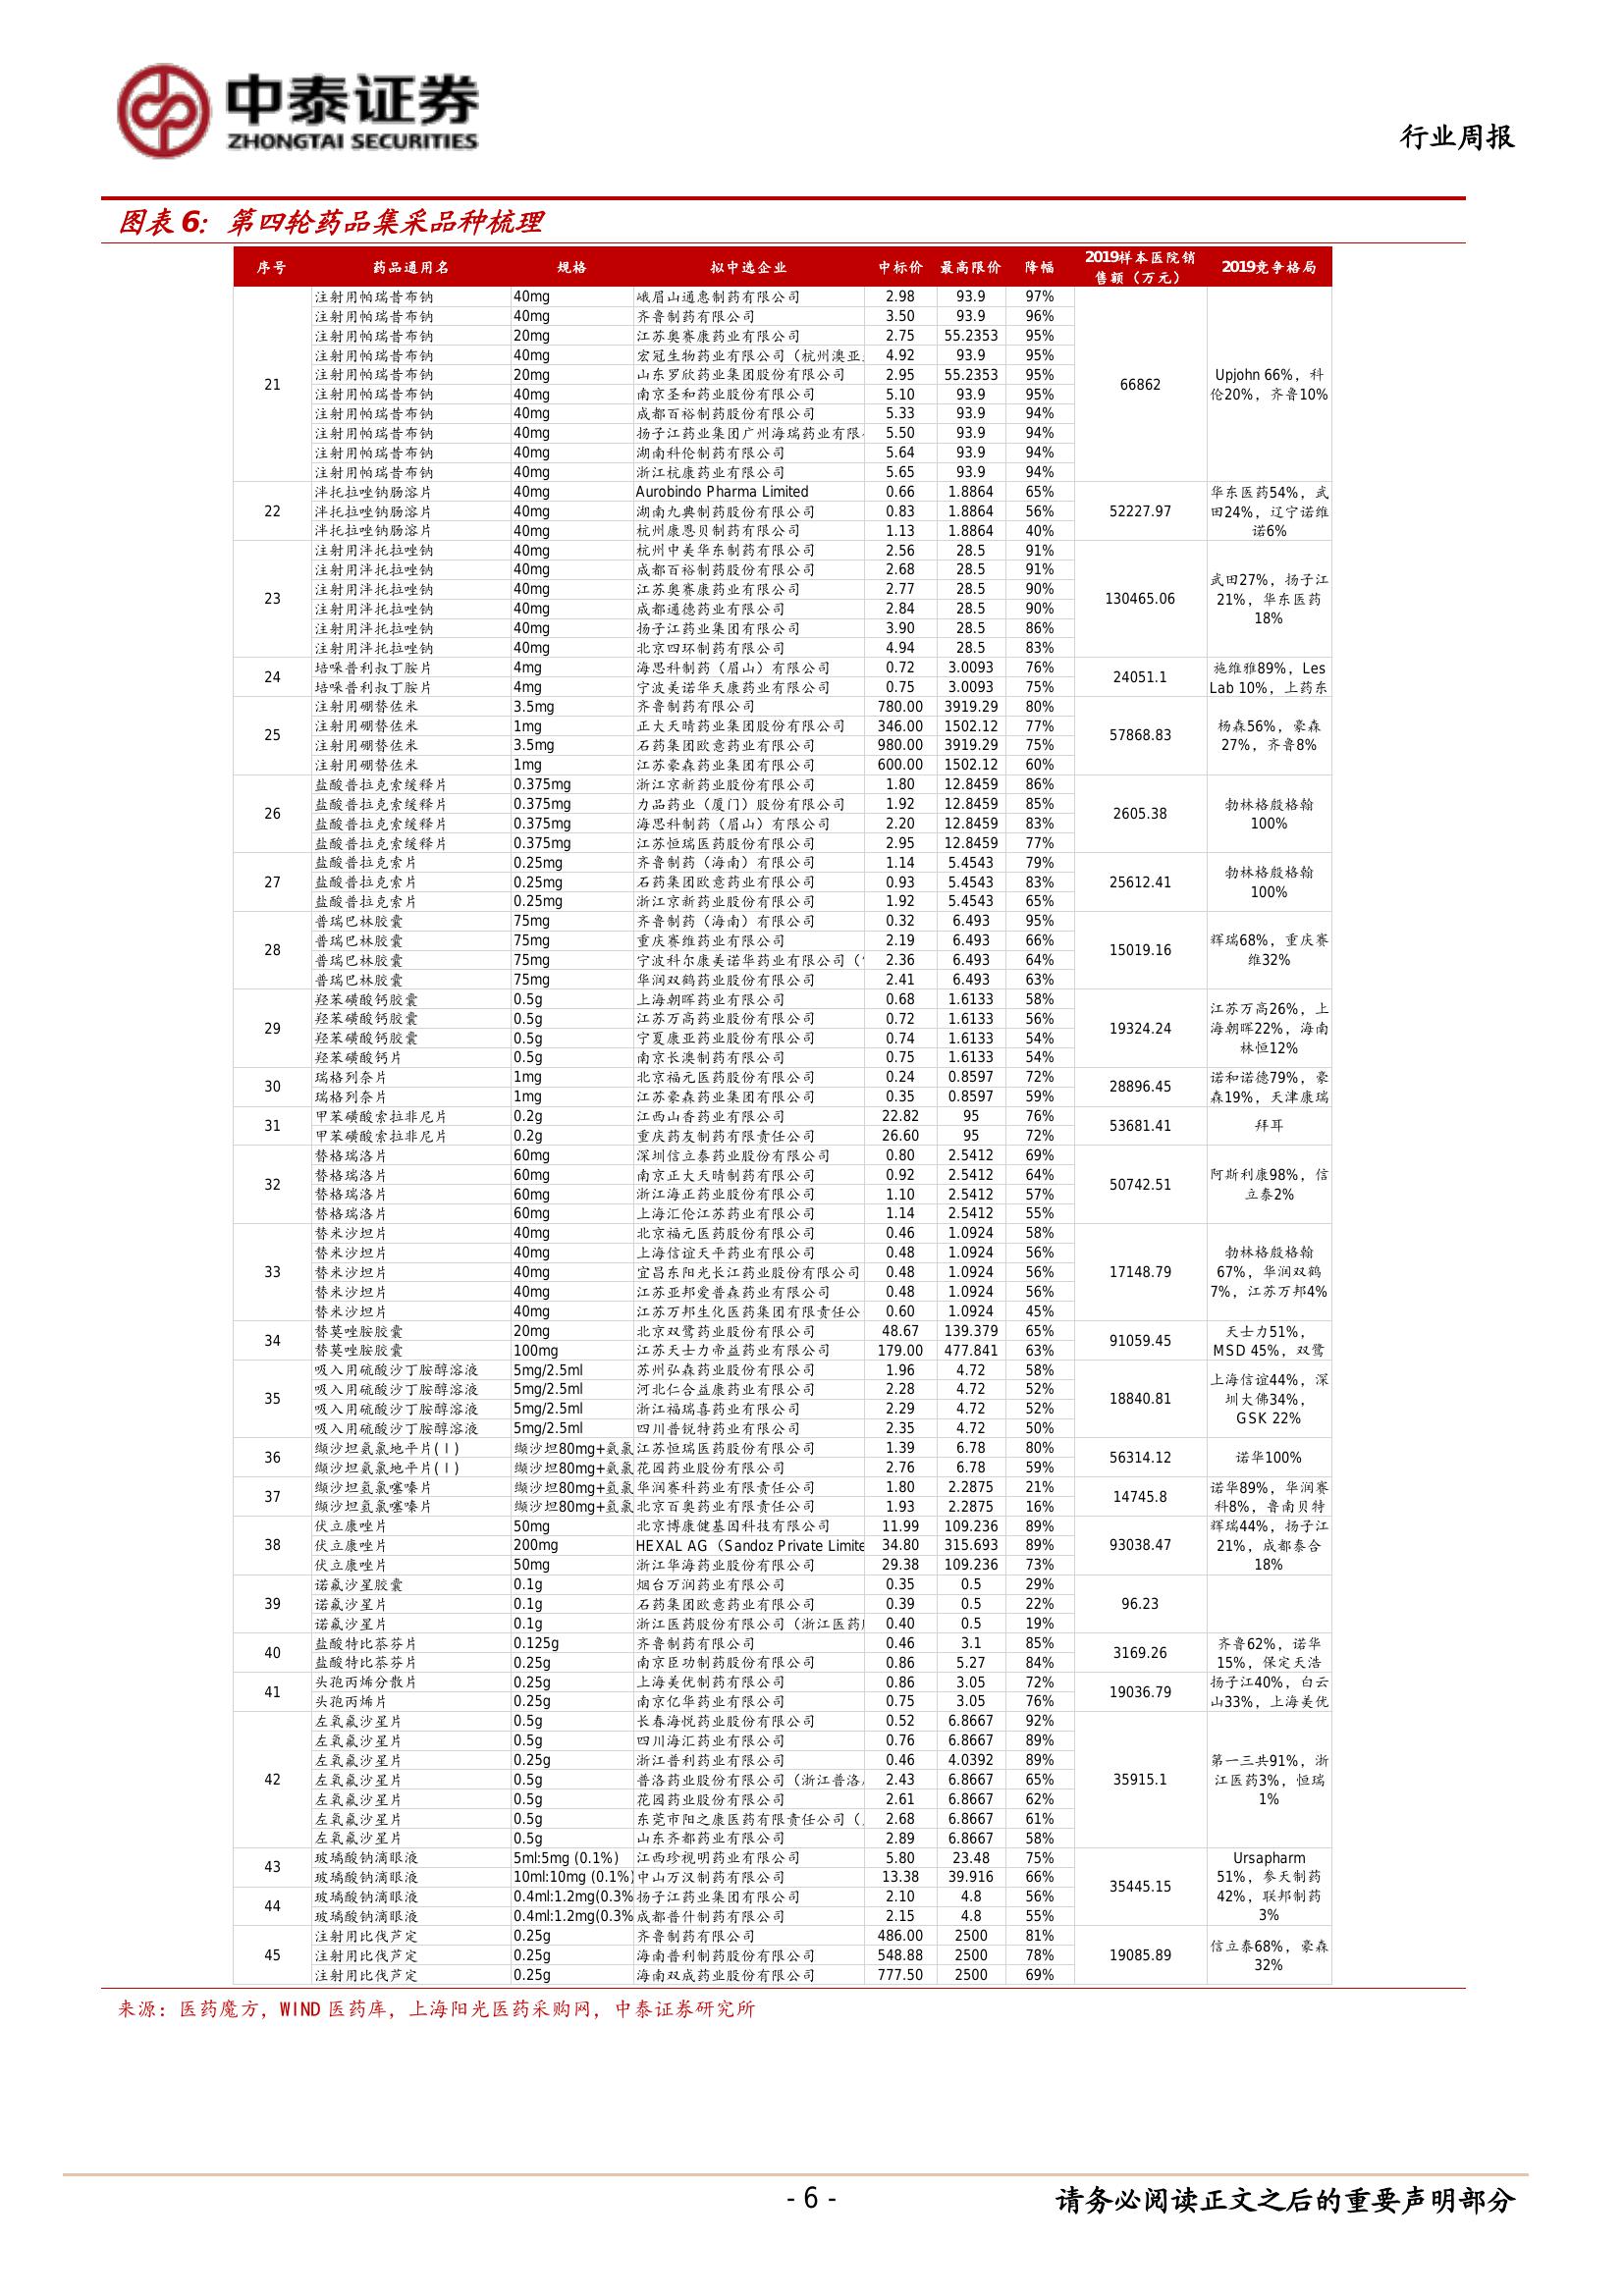 中泰证券
ZHONGTAI SECURITIES
行业周报
图表 6：第四轮药品集采品种梳理
序号 药品通用名 规格 拟中选企业 中标价 最高限价 降幅 2019样本医院销售额（万元） 2019竞争格局
21 66862 Upjohn 66%，科伦20%，齐鲁10%
注射用帕瑞昔布钠 40mg 峨眉山通惠制药有限公司 2.98 93.9 97%
注射用帕瑞昔布钠 40mg 齐鲁制药有限公司 3.50 93.9 96%
注射用帕瑞昔布钠 20mg 江苏奥赛康药业有限公司 2.75 55.2353 95%
注射用帕瑞昔布钠 40mg 宏冠生物药业有限公司（杭州澳亚 4.92 93.9 95%
注射用帕瑞昔布钠 20mg 山东罗欣药业集团股份有限公司 2.95 55.2353 95%
注射用帕瑞昔布钠 40mg 南京圣和药业股份有限公司 5.10 93.9 95%
注射用帕瑞昔布钠 40mg 成都百裕制药股份有限公司 5.33 93.9 94%
注射用帕瑞昔布钠 40mg 扬子江药业集团广州海瑞药业有限 5.50 93.9 94%
注射用帕瑞昔布钠 40mg 湖南科伦制药有限公司 5.64 93.9 94%
注射用帕瑞昔布钠 40mg 浙江杭康药业有限公司 5.65 93.9 94%
22 52227.97 华东医药54%，武田24%，辽宁诺维诺6%
泮托拉唑钠肠溶片 40mg Aurobindo Pharma Limited 0.66 1.8864 65%
泮托拉唑钠肠溶片 40mg 湖南九典制药股份有限公司 0.83 1.8864 56%
泮托拉唑钠肠溶片 40mg 杭州康恩贝制药有限公司 1.13 1.8864 40%
23 130465.06 武田27%，扬子江21%，华东医药18%
注射用泮托拉唑钠 40mg 杭州中美华东制药有限公司 2.56 28.5 91%
注射用泮托拉唑钠 40mg 成都百裕制药股份有限公司 2.68 28.5 91%
注射用泮托拉唑钠 40mg 江苏奥赛康药业有限公司 2.77 28.5 90%
注射用泮托拉唑钠 40mg 成都通德药业有限公司 2.84 28.5 90%
注射用泮托拉唑钠 40mg 扬子江药业集团有限公司 3.90 28.5 86%
注射用泮托拉唑钠 40mg 北京四环制药有限公司 4.94 28.5 83%
24 24051.1 施维雅89%，Les Lab 10%，上药东
培哚普利叔丁胺片 4mg 海思科制药（眉山）有限公司 0.72 3.0093 76%
培哚普利叔丁胺片 4mg 宁波美诺华天康药业有限公司 0.75 3.0093 75%
25 57868.83 杨森56%，豪森27%，齐鲁8%
注射用硼替佐米 3.5mg 齐鲁制药有限公司 780.00 3919.29 80%
注射用硼替佐米 1mg 正大天晴药业集团股份有限公司 346.00 1502.12 77%
注射用硼替佐米 3.5mg 石药集团欧意药业有限公司 980.00 3919.29 75%
注射用硼替佐米 1mg 江苏豪森药业集团有限公司 600.00 1502.12 60%
26 2605.38 勃林格殷格翰100%
盐酸普拉克索缓释片 0.375mg 浙江京新药业股份有限公司 1.80 12.8459 86%
盐酸普拉克索缓释片 0.375mg 力品药业（厦门）股份有限公司 1.92 12.8459 85%
盐酸普拉克索缓释片 0.375mg 海思科制药（眉山）有限公司 2.20 12.8459 83%
盐酸普拉克索缓释片 0.375mg 江苏恒瑞医药股份有限公司 2.95 12.8459 77%
27 25612.41 勃林格殷格翰100%
盐酸普拉克索片 0.25mg 齐鲁制药（海南）有限公司 1.14 5.4543 79%
盐酸普拉克索片 0.25mg 石药集团欧意药业有限公司 0.93 5.4543 83%
盐酸普拉克索片 0.25mg 浙江京新药业股份有限公司 1.92 5.4543 65%
28 15019.16 辉瑞68%，重庆赛维32%
普瑞巴林胶囊 75mg 齐鲁制药（海南）有限公司 0.32 6.493 95%
普瑞巴林胶囊 75mg 重庆赛维药业有限公司 2.19 6.493 66%
普瑞巴林胶囊 75mg 宁波科尔康美诺华药业有限公司（ 2.36 6.493 64%
普瑞巴林胶囊 75mg 华润双鹤药业股份有限公司 2.41 6.493 63%
29 19324.24 江苏万高26%，上海朝晖22%，海南林恒12%
羟苯磺酸钙胶囊 0.5g 上海朝晖药业有限公司 0.68 1.6133 58%
羟苯磺酸钙胶囊 0.5g 江苏万高药业股份有限公司 0.72 1.6133 56%
羟苯磺酸钙胶囊 0.5g 宁夏康亚药业有限公司 0.74 1.6133 54%
羟苯磺酸钙片 0.5g 南京长澳制药有限公司 0.75 1.6133 54%
30 28896.45 诺和诺德79%，豪森19%，天津康瑞
瑞格列奈片 1mg 北京福元医药股份有限公司 0.24 0.8597 72%
瑞格列奈片 1mg 江苏豪森药业集团有限公司 0.35 0.8597 59%
31 53681.41 拜耳
甲苯磺酸索拉非尼片 0.2g 江西山香药业有限公司 22.82 95 76%
甲苯磺酸索拉非尼片 0.2g 重庆药友制药有限责任公司 26.60 95 72%
32 50742.51 阿斯利康98%，信立泰2%
替格瑞洛片 60mg 深圳信立泰药业股份有限公司 0.80 2.5412 69%
替格瑞洛片 60mg 南京正大天晴制药有限公司 0.92 2.5412 64%
替格瑞洛片 60mg 浙江海正药业股份有限公司 1.10 2.5412 57%
替格瑞洛片 60mg 上海汇伦江苏药业有限公司 1.14 2.5412 55%
33 17148.79 勃林格殷格翰67%，华润双鹤7%，江苏万邦4%
替米沙坦片 40mg 北京福元医药股份有限公司 0.46 1.0924 58%
替米沙坦片 40mg 上海信谊天平药业有限公司 0.48 1.0924 56%
替米沙坦片 40mg 宜昌东阳光长江药业股份有限公司 0.48 1.0924 56%
替米沙坦片 40mg 江苏亚邦爱普森药业有限公司 0.48 1.0924 56%
替米沙坦片 40mg 江苏万邦生化医药集团有限责任公 0.60 1.0924 45%
34 91059.45 天士力51%，MSD 45%，双鹭
替莫唑胺胶囊 20mg 北京双鹭药业股份有限公司 48.67 139.379 65%
替莫唑胺胶囊 100mg 江苏天士力帝益药业有限公司 179.00 477.841 63%
35 18840.81 上海信谊44%，深圳大佛34%，GSK 22%
吸入用硫酸沙丁胺醇溶液 5mg/2.5ml 苏州弘森药业股份有限公司 1.96 4.72 58%
吸入用硫酸沙丁胺醇溶液 5mg/2.5ml 河北仁合益康药业有限公司 2.28 4.72 52%
吸入用硫酸沙丁胺醇溶液 5mg/2.5ml 浙江福瑞喜药业有限公司 2.29 4.72 52%
吸入用硫酸沙丁胺醇溶液 5mg/2.5ml 四川普锐特药业有限公司 2.35 4.72 50%
36 56314.12 诺华100%
缬沙坦氨氯地平片(Ⅰ) 缬沙坦80mg+氨氯 江苏恒瑞医药股份有限公司 1.39 6.78 80%
缬沙坦氨氯地平片(Ⅰ) 缬沙坦80mg+氨氯 花园药业股份有限公司 2.76 6.78 59%
37 14745.8 诺华89%，华润赛科8%，鲁南贝特
缬沙坦氢氯噻嗪片 缬沙坦80mg+氢氯 华润赛科药业有限责任公司 1.80 2.2875 21%
缬沙坦氢氯噻嗪片 缬沙坦80mg+氢氯 北京百奥药业有限责任公司 1.93 2.2875 16%
38 93038.47 辉瑞44%，扬子江21%，成都泰合18%
伏立康唑片 50mg 北京博康健基因科技有限公司 11.99 109.236 89%
伏立康唑片 200mg HEXAL AG（Sandoz Private Limite 34.80 315.693 89%
伏立康唑片 50mg 浙江华海药业股份有限公司 29.38 109.236 73%
39 96.23
诺氟沙星胶囊 0.1g 烟台万润药业有限公司 0.35 0.5 29%
诺氟沙星片 0.1g 石药集团欧意药业有限公司 0.39 0.5 22%
诺氟沙星片 0.1g 浙江医药股份有限公司（浙江医药 0.40 0.5 19%
40 3169.26 齐鲁62%，诺华15%，保定天浩
盐酸特比萘芬片 0.125g 齐鲁制药有限公司 0.46 3.1 85%
盐酸特比萘芬片 0.25g 南京臣功制药股份有限公司 0.86 5.27 84%
41 19036.79 扬子江40%，白云山33%，上海美优
头孢丙烯分散片 0.25g 上海美优制药有限公司 0.86 3.05 72%
头孢丙烯片 0.25g 南京亿华药业有限公司 0.75 3.05 76%
42 35915.1 第一三共91%，浙江医药3%，恒瑞1%
左氧氟沙星片 0.5g 长春海悦药业股份有限公司 0.52 6.8667 92%
左氧氟沙星片 0.5g 四川海汇药业有限公司 0.76 6.8667 89%
左氧氟沙星片 0.25g 浙江普利药业有限公司 0.46 4.0392 89%
左氧氟沙星片 0.5g 普洛药业股份有限公司（浙江普洛 2.43 6.8667 65%
左氧氟沙星片 0.5g 花园药业股份有限公司 2.61 6.8667 62%
左氧氟沙星片 0.5g 东莞市阳之康医药有限责任公司（ 2.68 6.8667 61%
左氧氟沙星片 0.5g 山东齐都药业有限公司 2.89 6.8667 58%
43 35445.15 Ursapharm 51%，参天制药42%，联邦制药3%
玻璃酸钠滴眼液 5ml:5mg (0.1%) 江西珍视明药业有限公司 5.80 23.48 75%
玻璃酸钠滴眼液 10ml:10mg (0.1%) 中山万汉制药有限公司 13.38 39.916 66%
44
玻璃酸钠滴眼液 0.4ml:1.2mg(0.3% 扬子江药业集团有限公司 2.10 4.8 56%
玻璃酸钠滴眼液 0.4ml:1.2mg(0.3% 成都普什制药有限公司 2.15 4.8 55%
45 19085.89 信立泰68%，豪森32%
注射用比伐芦定 0.25g 齐鲁制药有限公司 486.00 2500 81%
注射用比伐芦定 0.25g 海南普利制药股份有限公司 548.88 2500 78%
注射用比伐芦定 0.25g 海南双成药业股份有限公司 777.50 2500 69%
来源：医药魔方，WIND 医药库，上海阳光医药采购网，中泰证券研究所
- 6 -
请务必阅读正文之后的重要声明部分